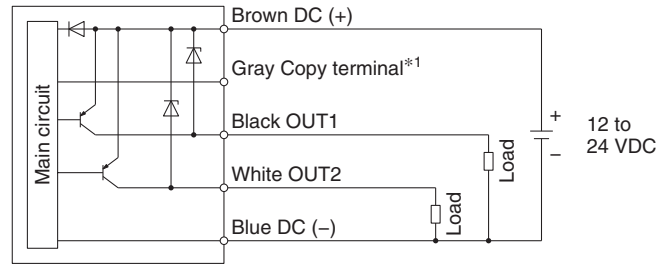 Brown DC (+)
Gray Copy terminal*1
Main circuit
Black OUT1
White OUT2
Blue DC (−)
Load
Load
+
−
12 to
24 VDC